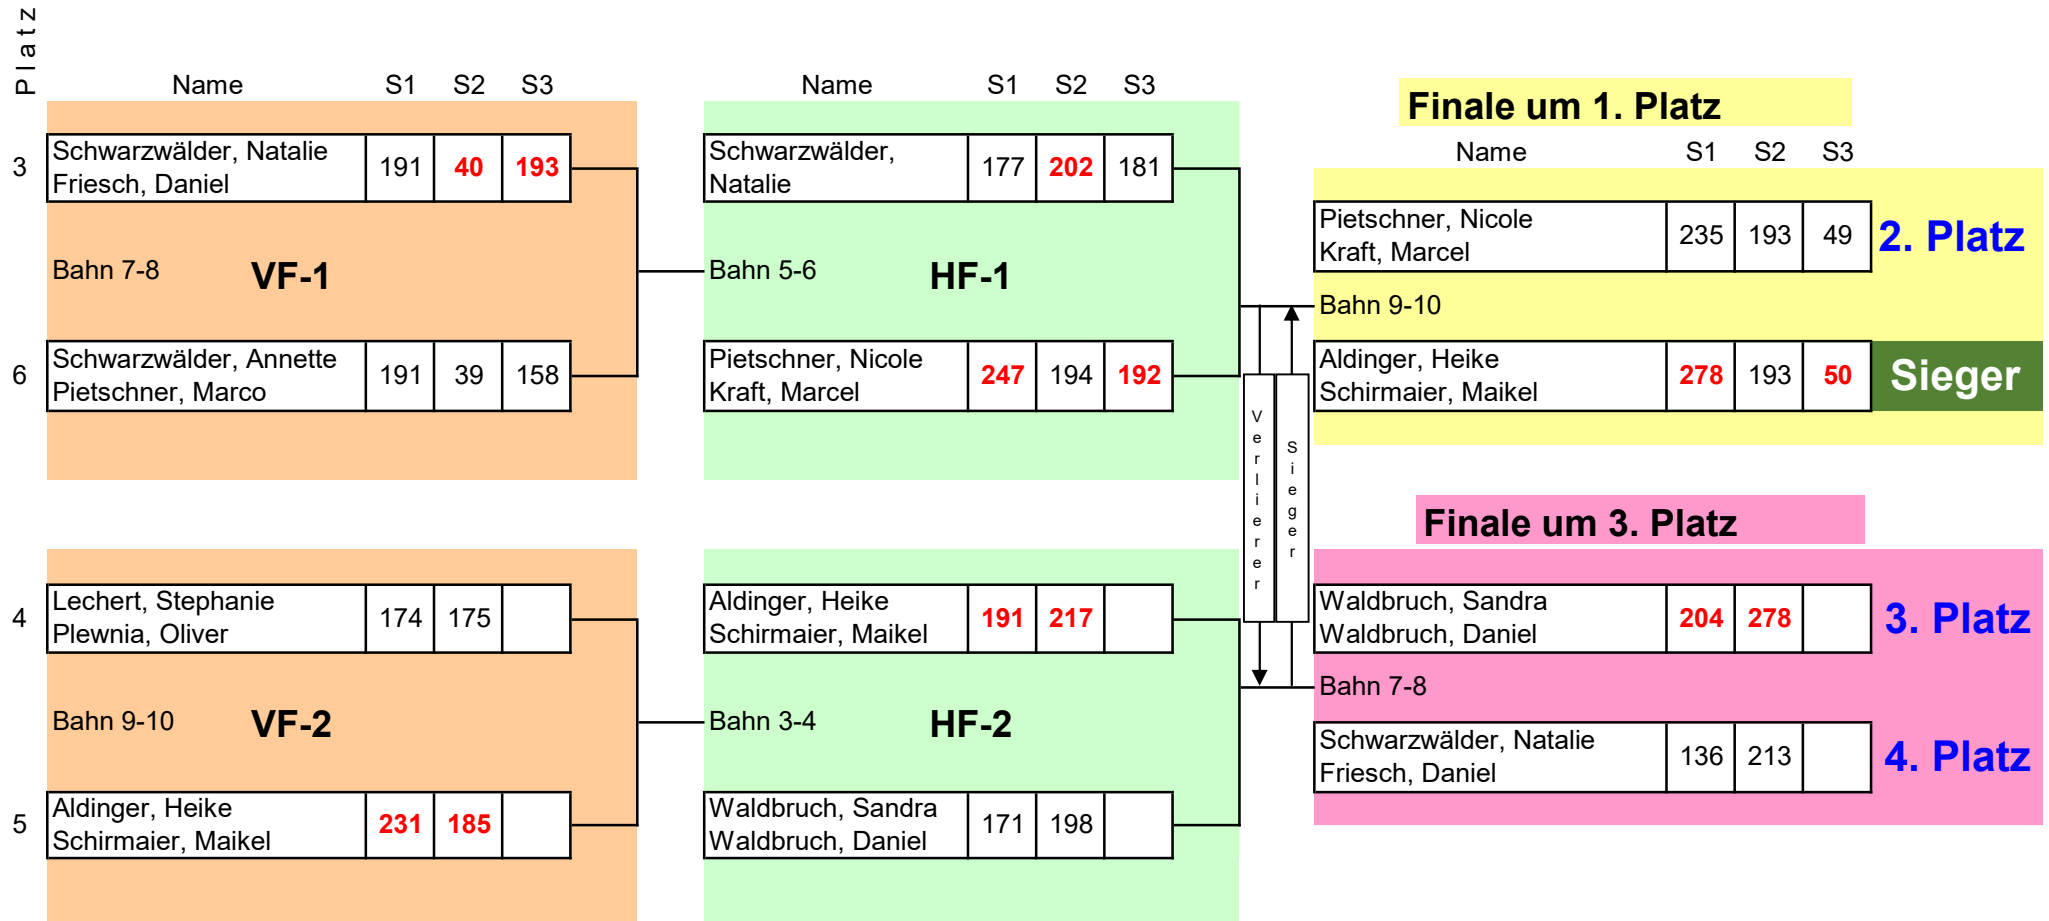 Platz
Name S1 S2 S3
3
Schwarzwälder, Natalie
Friesch, Daniel
191 40 193
Bahn 7-8 VF-1
6
Schwarzwälder, Annette
Pietschner, Marco
191 39 158
4
Lechert, Stephanie
Plewnia, Oliver
174 175
Bahn 9-10 VF-2
5
Aldinger, Heike
Schirmaier, Maikel
231 185
Name S1 S2 S3
Schwarzwälder,
Natalie
177 202 181
Bahn 5-6 HF-1
Pietschner, Nicole
Kraft, Marcel
247 194 192
Aldinger, Heike
Schirmaier, Maikel
191 217
Bahn 3-4 HF-2
Waldbruch, Sandra
Waldbruch, Daniel
171 198
Verlierer
Sieger
Finale um 1. Platz
Name S1 S2 S3
Pietschner, Nicole
Kraft, Marcel
235 193 49
2. Platz
Bahn 9-10
Aldinger, Heike
Schirmaier, Maikel
278 193 50
Sieger
Finale um 3. Platz
Waldbruch, Sandra
Waldbruch, Daniel
204 278
3. Platz
Bahn 7-8
Schwarzwälder, Natalie
Friesch, Daniel
136 213
4. Platz